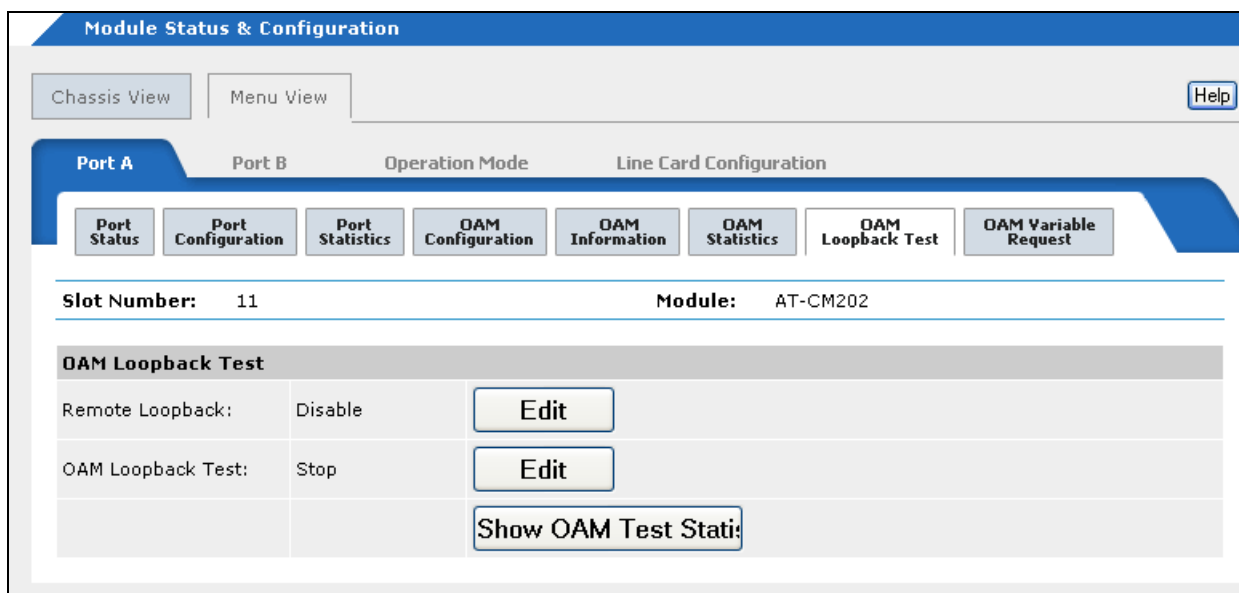 Module Status & Configuration
Chassis View Menu View Help
Port A Port B Operation Mode Line Card Configuration
Port Status Port Configuration Port Statistics OAM Configuration OAM Information OAM Statistics OAM Loopback Test OAM Variable Request
Slot Number: 11 Module: AT-CM202
OAM Loopback Test
Remote Loopback: Disable Edit
OAM Loopback Test: Stop Edit
Show OAM Test Statis